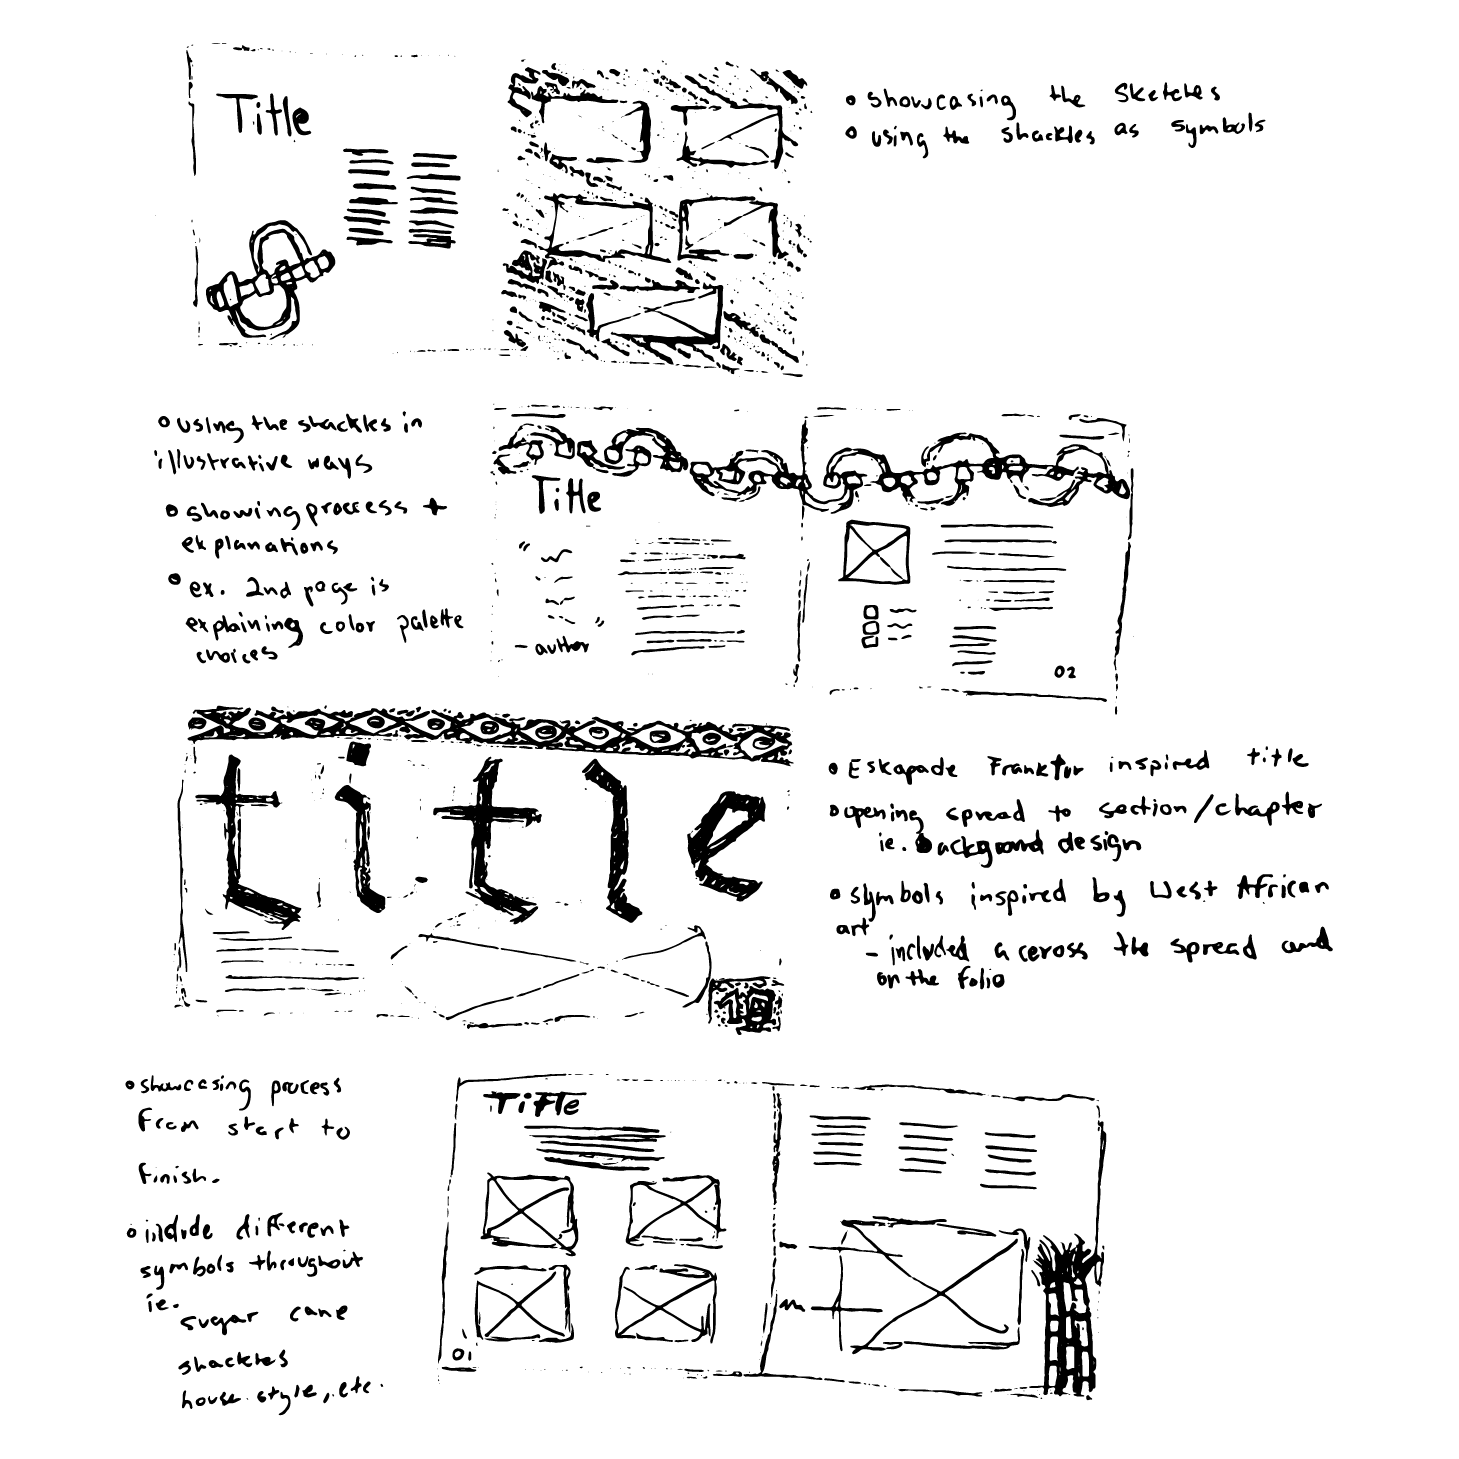 Title
• showcasing the sketches
• using the shackles as symbols
• using the shackles in
illustrative ways
• showing process +
explanations
• ex. 2nd page is
explaining color palette
choices
Title
"
"
- author
02
title
10
• Eskapade Fraktur inspired title
• opening spread to section/chapter
ie. background design
• symbols inspired by West African
art
- included a ceross the spread and
on the folio
• showcasing process
from start to
finish.
• include different
symbols throughout
ie.
sugar cane
shackles
house style, etc.
Title
01